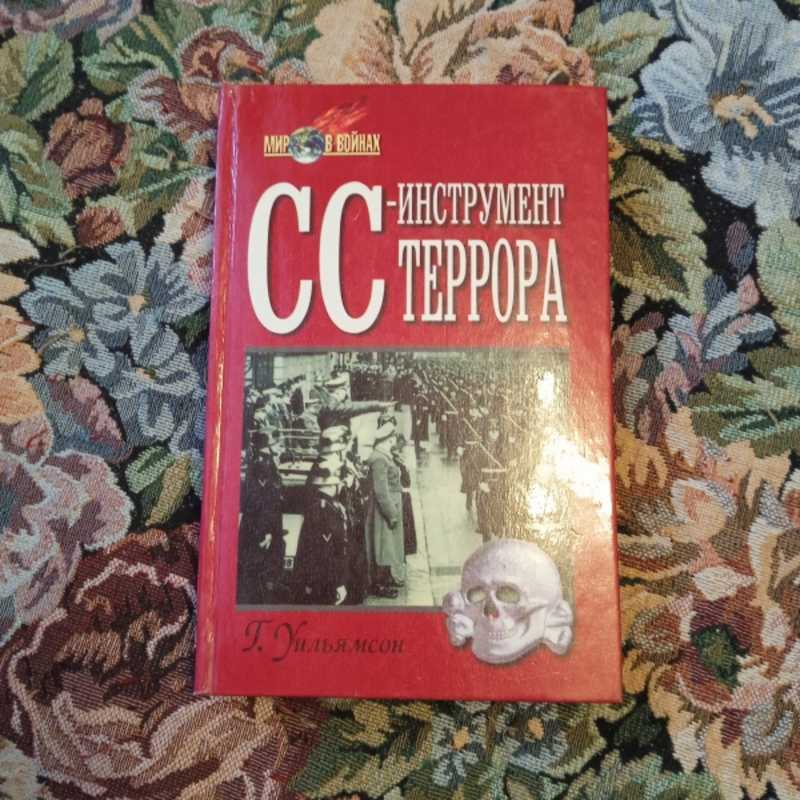 МИР В ВОЙНАХ
СС-ИНСТРУМЕНТ
ТЕРРОРА
Г. Уильямсон